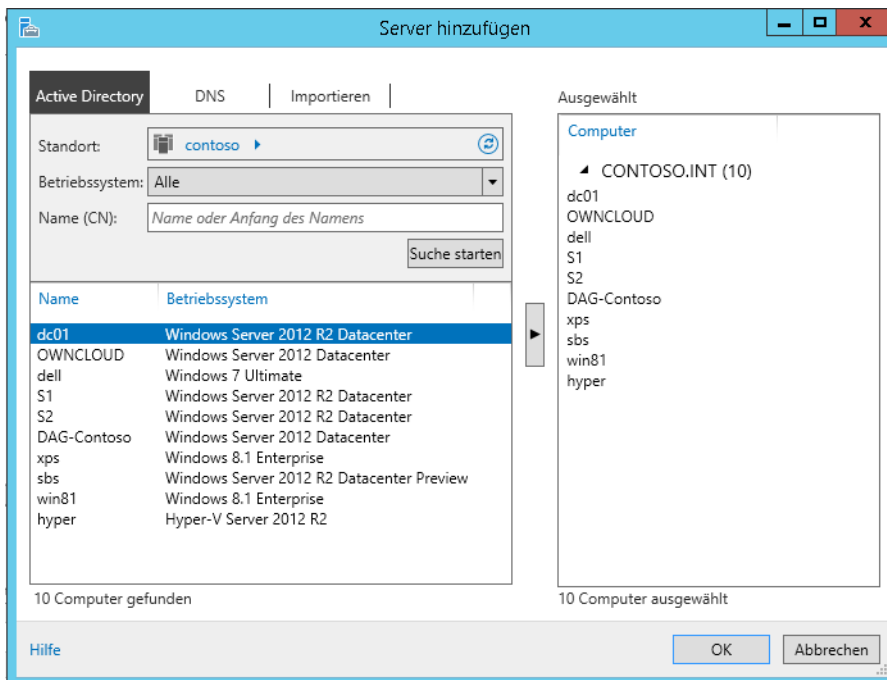 Server hinzufügen
Active Directory DNS Importieren
Standort: contoso
Betriebssystem: Alle
Name (CN): Name oder Anfang des Namens
Suche starten
Name Betriebssystem
dc01 Windows Server 2012 R2 Datacenter
OWNCLOUD Windows Server 2012 Datacenter
dell Windows 7 Ultimate
S1 Windows Server 2012 R2 Datacenter
S2 Windows Server 2012 R2 Datacenter
DAG-Contoso Windows Server 2012 Datacenter
xps Windows 8.1 Enterprise
sbs Windows Server 2012 R2 Datacenter Preview
win81 Windows 8.1 Enterprise
hyper Hyper-V Server 2012 R2
10 Computer gefunden
Ausgewählt
Computer
CONTOSO.INT (10)
dc01
OWNCLOUD
dell
S1
S2
DAG-Contoso
xps
sbs
win81
hyper
10 Computer ausgewählt
Hilfe
OK
Abbrechen